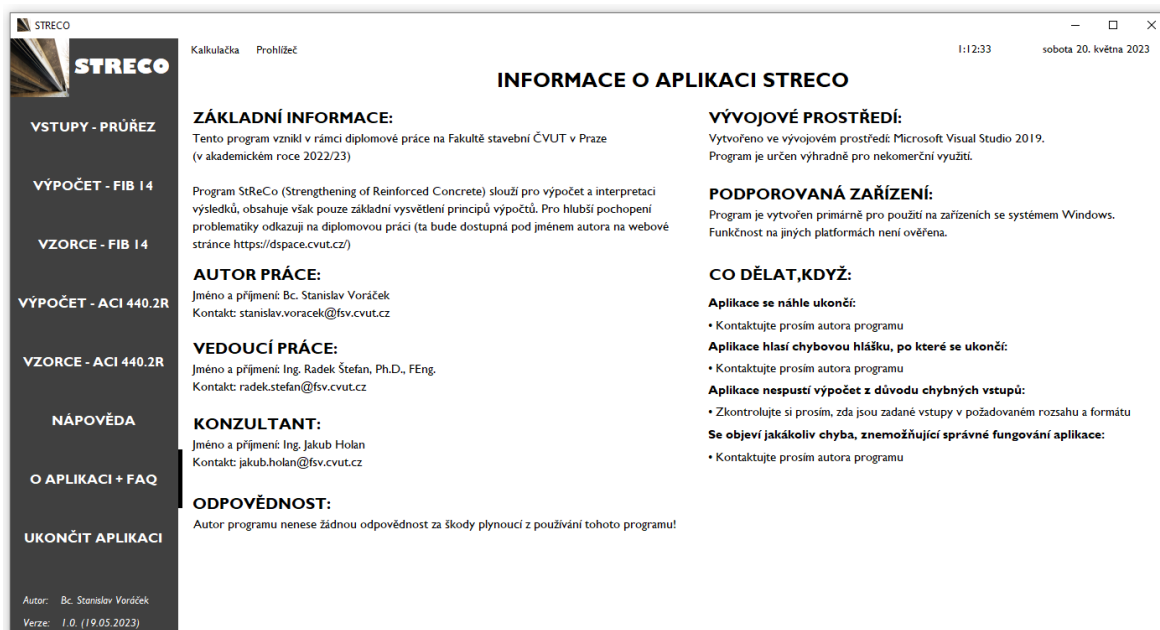 STRECO
STRECO
Kalkulačka Prohlížeč
1:12:33 sobota 20. května 2023
VSTUPY - PRŮŘEZ
VÝPOČET - FIB 14
VZORCE - FIB 14
VÝPOČET - ACI 440.2R
VZORCE - ACI 440.2R
NÁPOVĚDA
O APLIKACI + FAQ
UKONČIT APLIKACI
Autor: Bc. Stanislav Voráček
Verze: 1.0. (19.05.2023)
INFORMACE O APLIKACI STRECO
ZÁKLADNÍ INFORMACE:
Tento program vznikl v rámci diplomové práce na Fakultě stavební ČVUT v Praze
(v akademickém roce 2022/23)
Program StReCo (Strengthening of Reinforced Concrete) slouží pro výpočet a interpretaci
výsledků, obsahuje však pouze základní vysvětlení principů výpočtů. Pro hlubší pochopení
problematiky odkazuji na diplomovou práci (ta bude dostupná pod jménem autora na webové
stránce https://dspace.cvut.cz/)
AUTOR PRÁCE:
Jméno a příjmení: Bc. Stanislav Voráček
Kontakt: stanislav.voracek@fsv.cvut.cz
VEDOUCÍ PRÁCE:
Jméno a příjmení: Ing. Radek Štefan, Ph.D., FEng.
Kontakt: radek.stefan@fsv.cvut.cz
KONZULTANT:
Jméno a příjmení: Ing. Jakub Holan
Kontakt: jakub.holan@fsv.cvut.cz
ODPOVĚDNOST:
Autor programu nenese žádnou odpovědnost za škody plynoucí z používání tohoto programu!
VÝVOJOVÉ PROSTŘEDÍ:
Vytvořeno ve vývojovém prostředí: Microsoft Visual Studio 2019.
Program je určen výhradně pro nekomerční využití.
PODPOROVANÁ ZAŘÍZENÍ:
Program je vytvořen primárně pro použití na zařízeních se systémem Windows.
Funkčnost na jiných platformách není ověřena.
CO DĚLAT,KDYŽ:
Aplikace se náhle ukončí:
• Kontaktujte prosím autora programu
Aplikace hlasí chybovou hlášku, po které se ukončí:
• Kontaktujte prosím autora programu
Aplikace nespustí výpočet z důvodu chybných vstupů:
• Zkontrolujte si prosím, zda jsou zadané vstupy v požadovaném rozsahu a formátu
Se objeví jakákoliv chyba, znemožňující správné fungování aplikace:
• Kontaktujte prosím autora programu